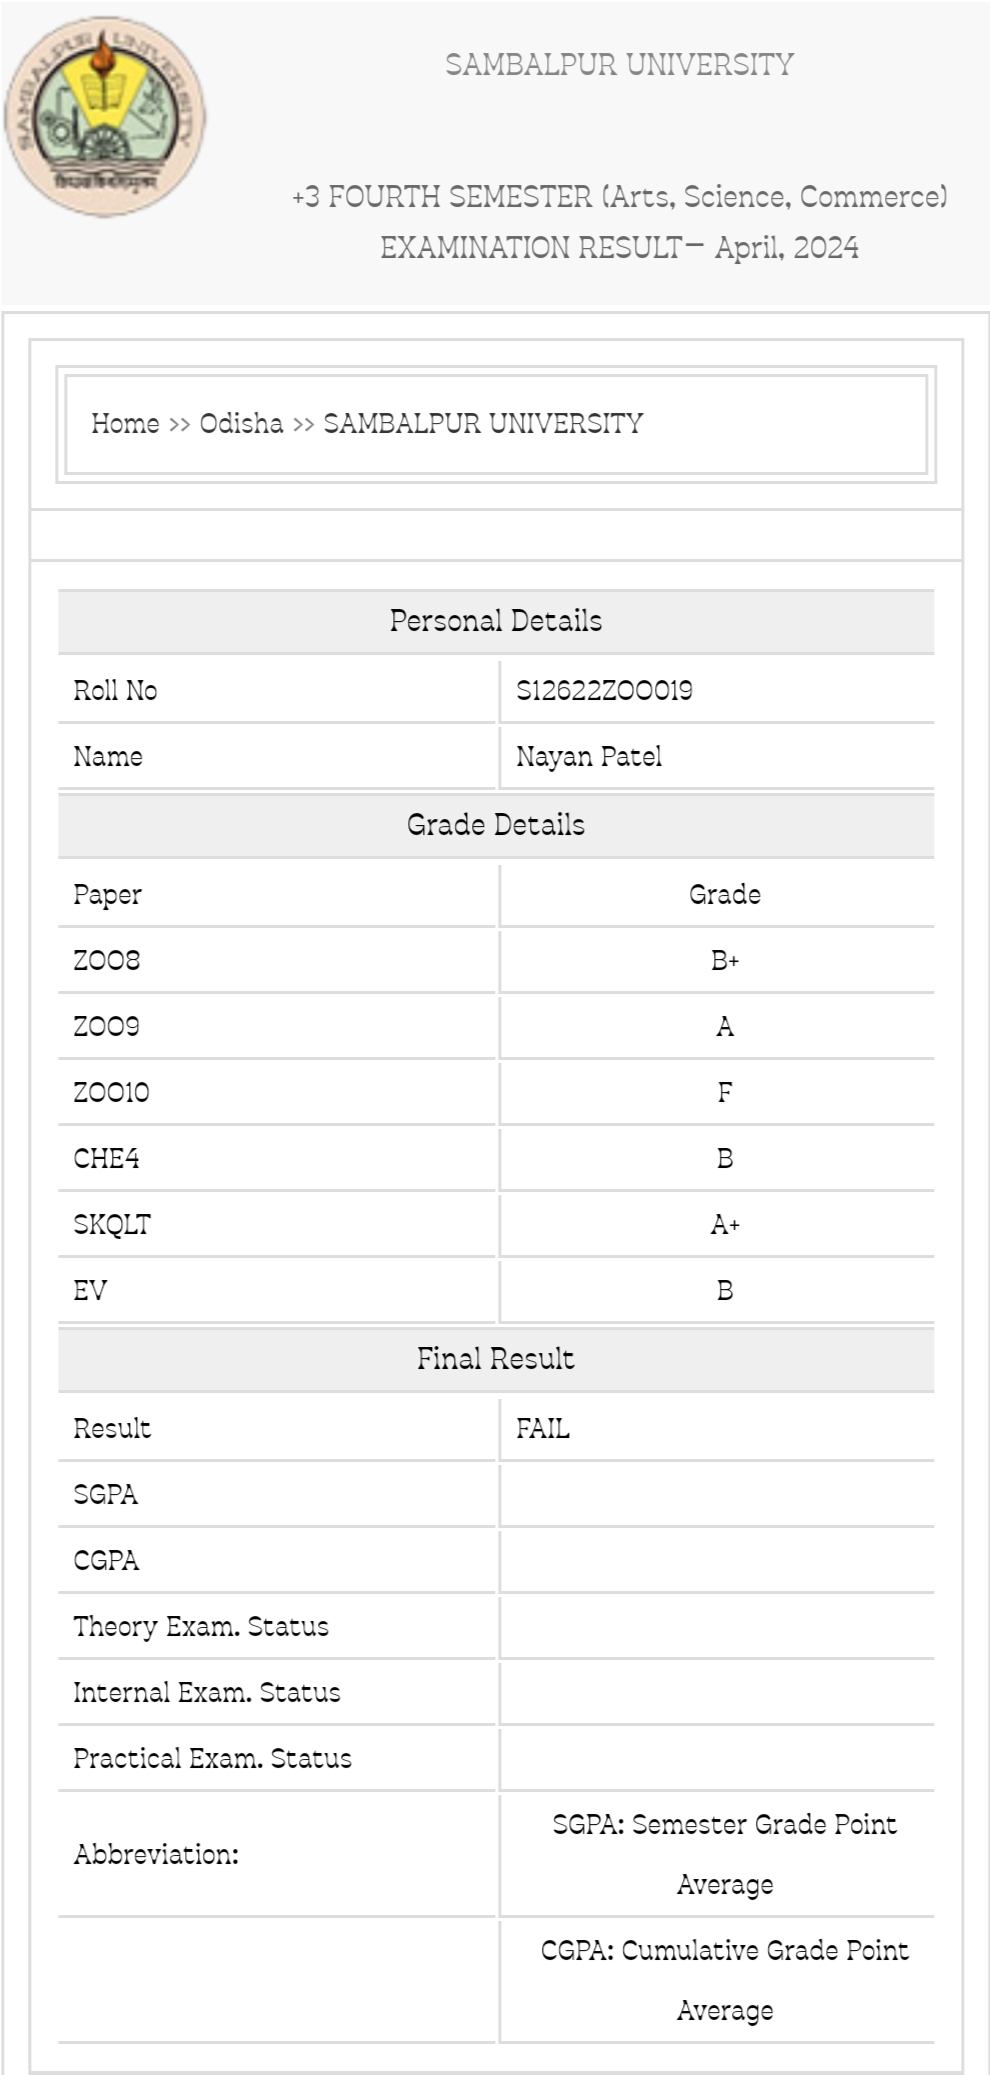 SAMBALPUR UNIVERSITY
SAMBALPUR UNIVERSITY
+3 FOURTH SEMESTER (Arts, Science, Commerce)
EXAMINATION RESULT– April, 2024
Home >> Odisha >> SAMBALPUR UNIVERSITY
Personal Details
Roll No S12622ZOO019
Name Nayan Patel
Grade Details
Paper Grade
ZOO8 B+
ZOO9 A
ZOO10 F
CHE4 B
SKQLT A+
EV B
Final Result
Result FAIL
SGPA
CGPA
Theory Exam. Status
Internal Exam. Status
Practical Exam. Status
Abbreviation: SGPA: Semester Grade Point
Average
CGPA: Cumulative Grade Point
Average